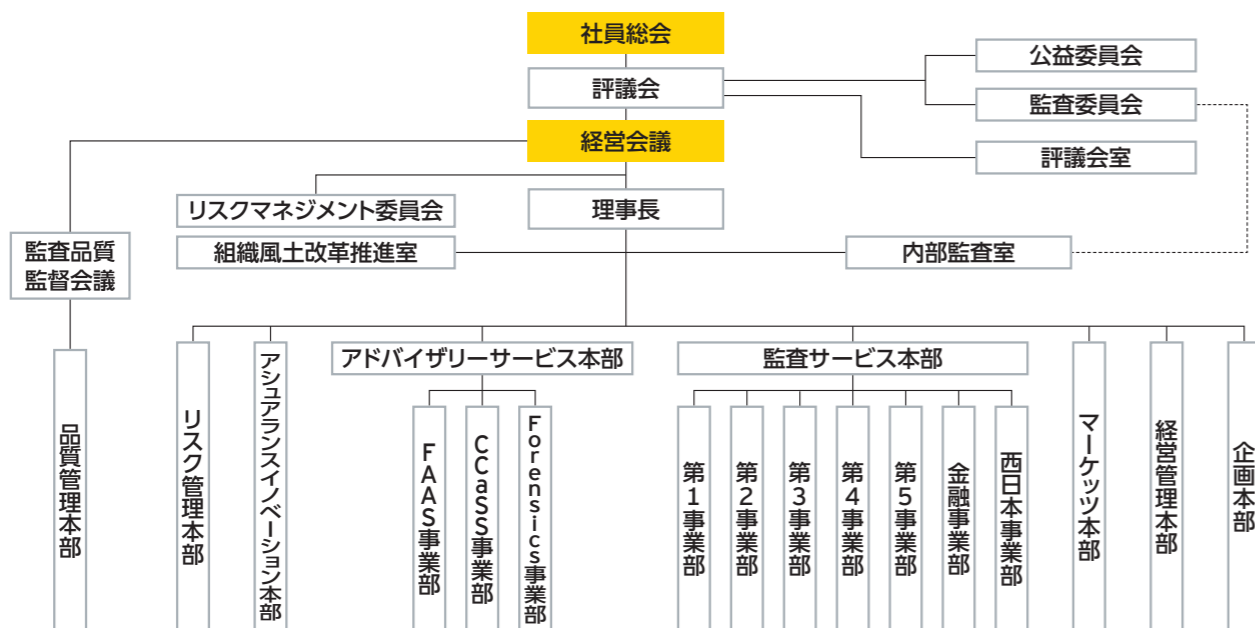 社員総会
評議会
公益委員会
監査委員会
経営会議
評議会室
リスクマネジメント委員会
理事長
監査品質
監督会議
組織風土改革推進室
内部監査室
アドバイザリーサービス本部
監査サービス本部
品質管理本部
リスク管理本部
アシュアランスイノベーション本部
FAAS事業部
CCaSS事業部
Forensics事業部
第1事業部
第2事業部
第3事業部
第4事業部
第5事業部
金融事業部
西日本事業部
マーケッツ本部
経営管理本部
企画本部